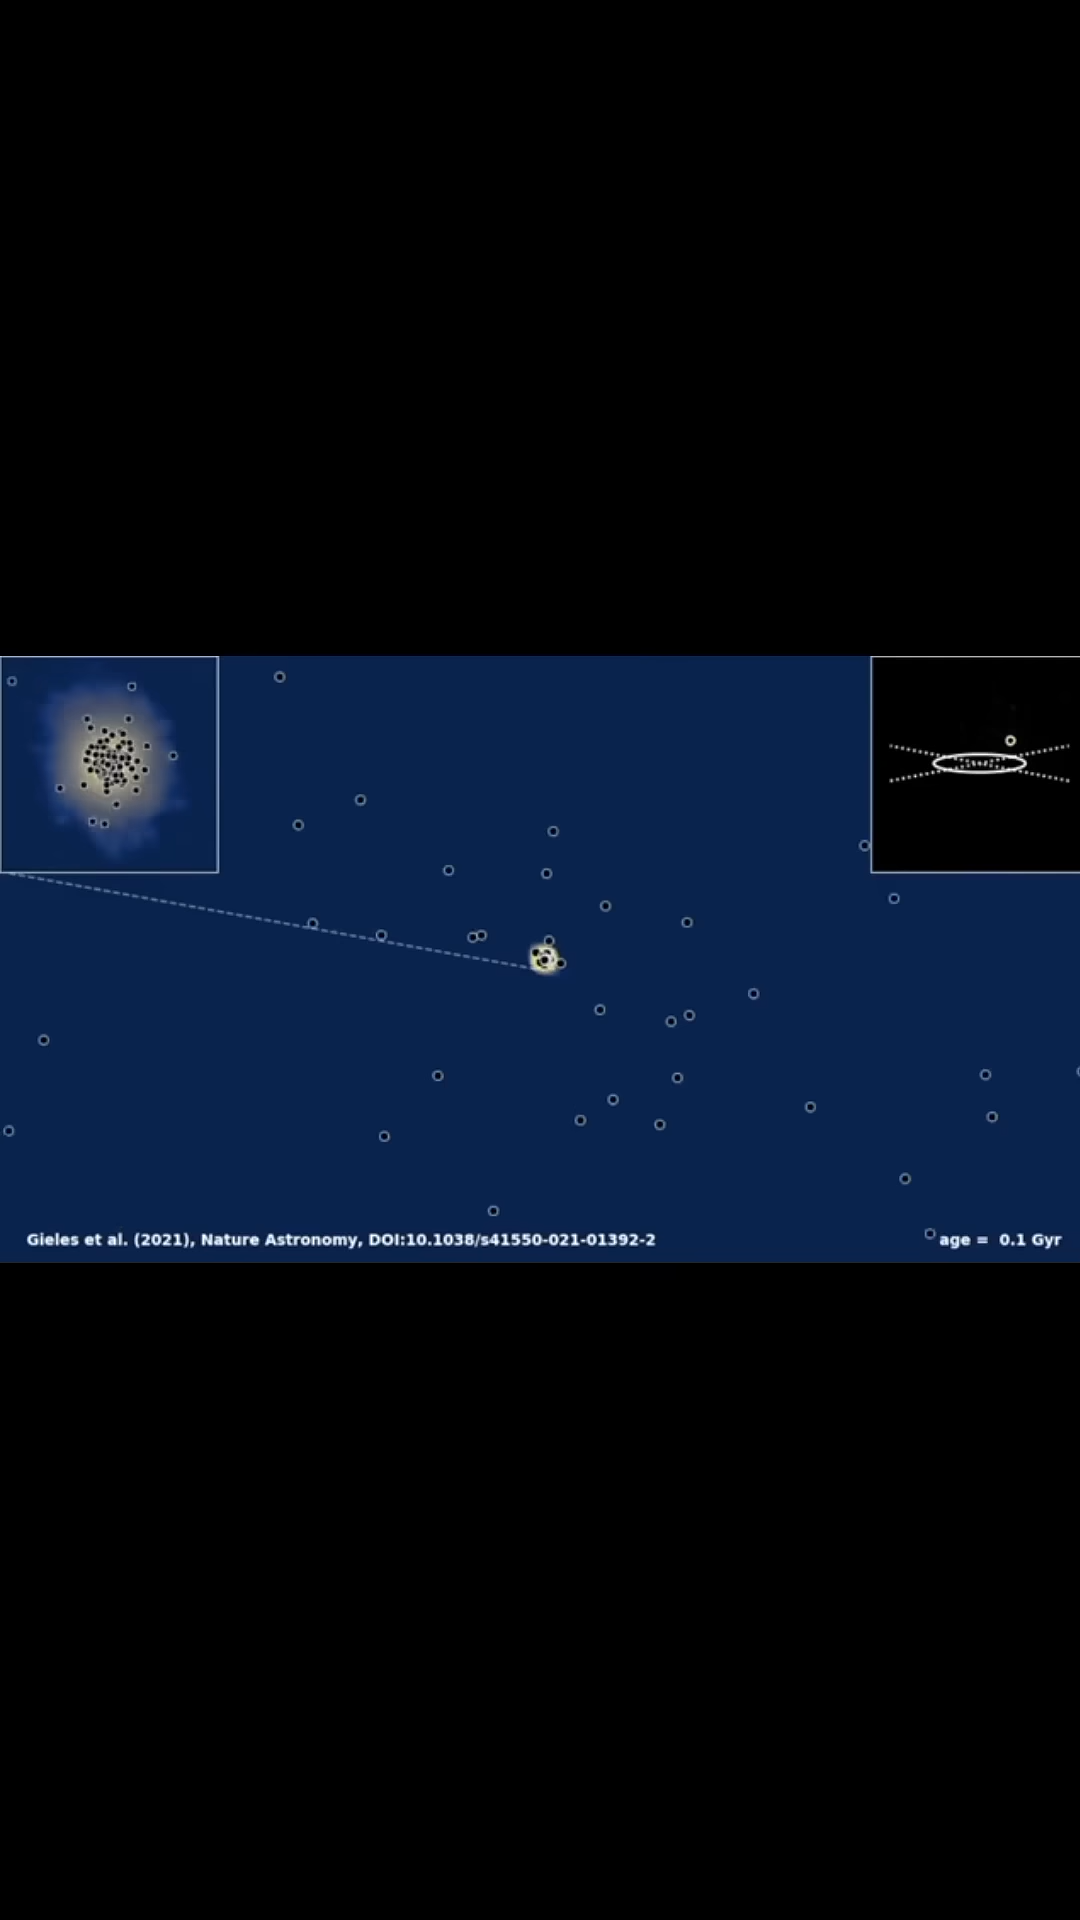 Gieles et al. (2021), Nature Astronomy, DOI:10.1038/s41550-021-01392-2
age =  0.1 Gyr